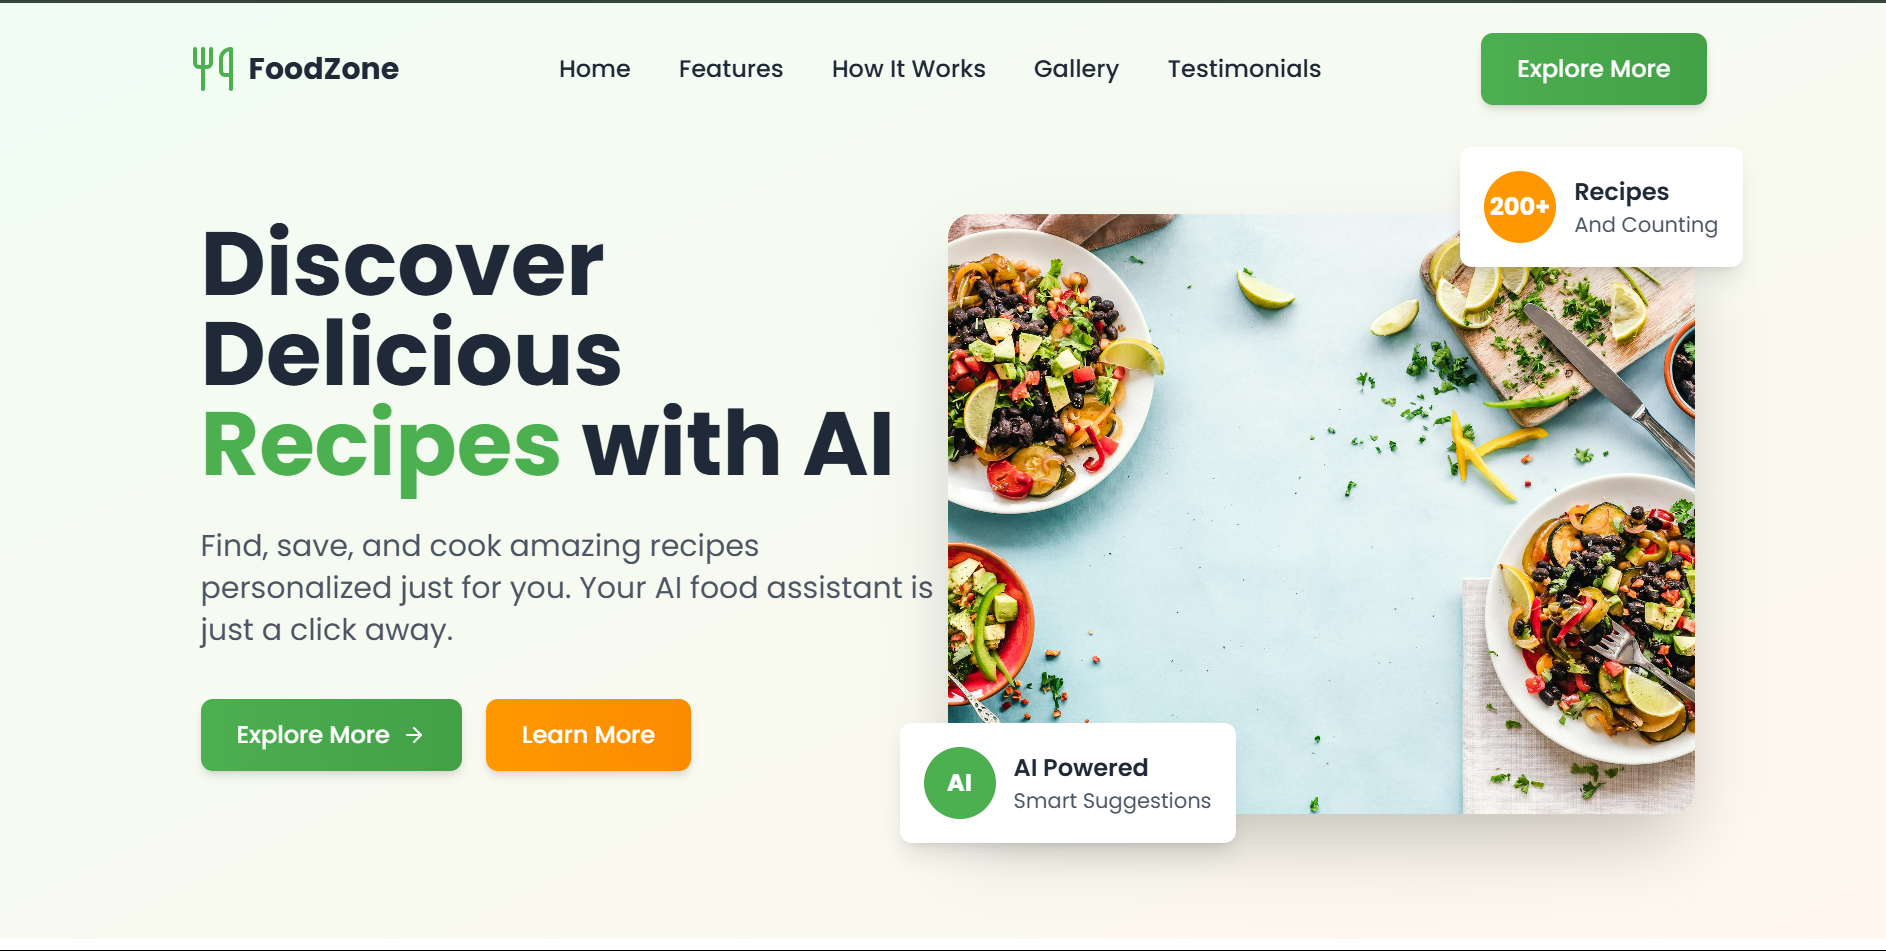 FoodZone
Home
Features
How It Works
Gallery
Testimonials
Explore More
200+
Recipes
And Counting
Discover
Delicious
Recipes with AI
Find, save, and cook amazing recipes
personalized just for you. Your AI food assistant is
just a click away.
Explore More →
Learn More
AI
AI Powered
Smart Suggestions